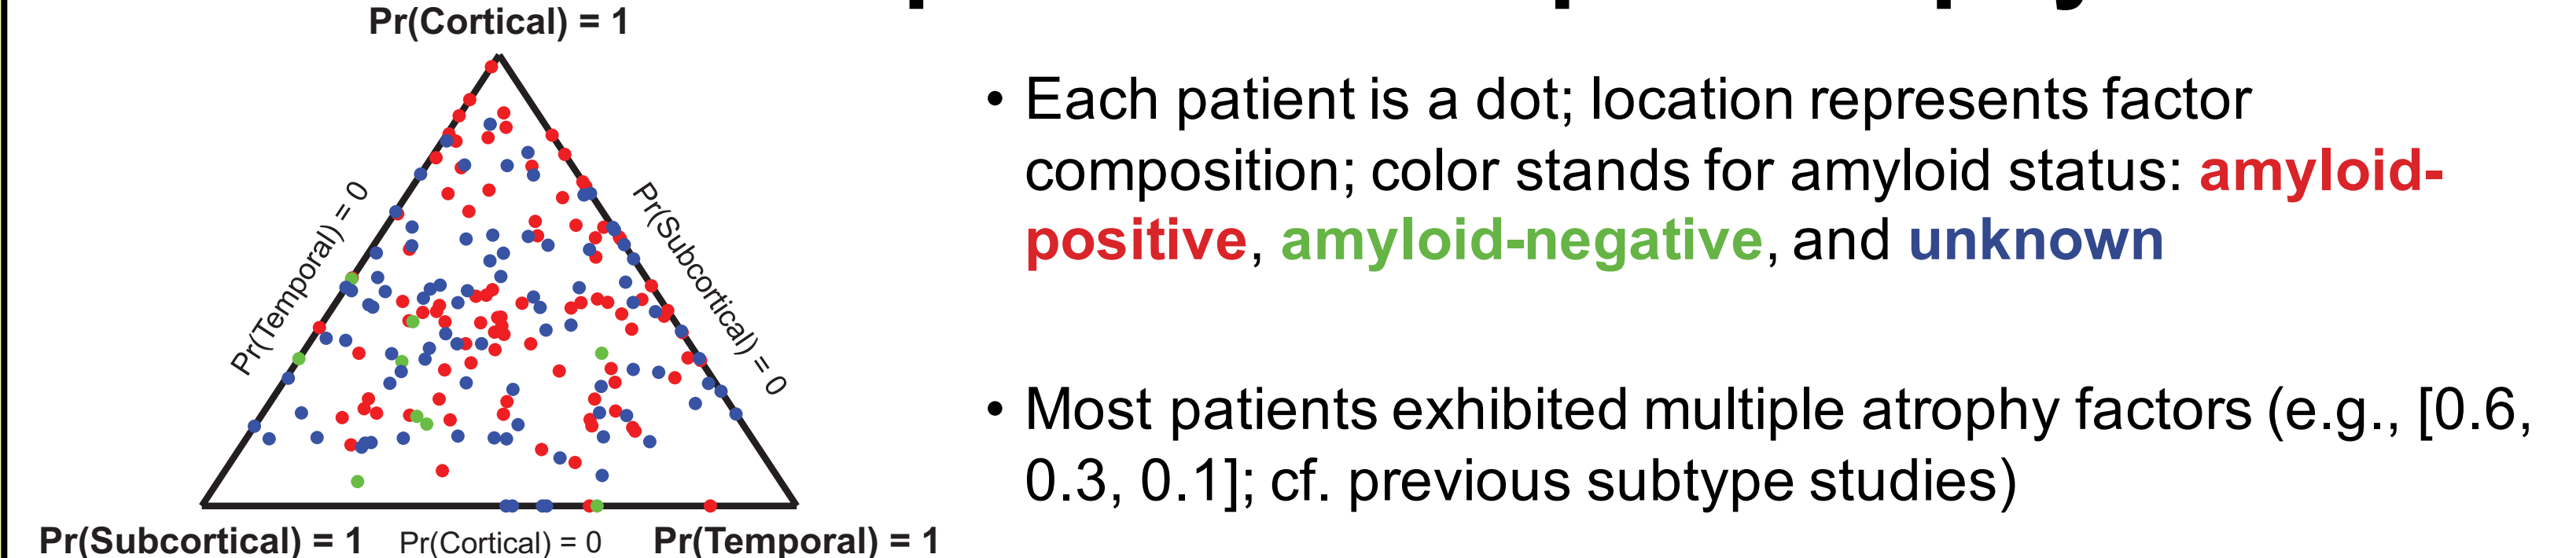 Pr(Cortical) = 1
Pr(Temporal) = 0
Pr(Subcortical) = 0
Pr(Subcortical) = 1
Pr(Cortical) = 0
Pr(Temporal) = 1
• Each patient is a dot; location represents factor
composition; color stands for amyloid status: amyloid-
positive, amyloid-negative, and unknown
• Most patients exhibited multiple atrophy factors (e.g., [0.6,
0.3, 0.1]; cf. previous subtype studies)